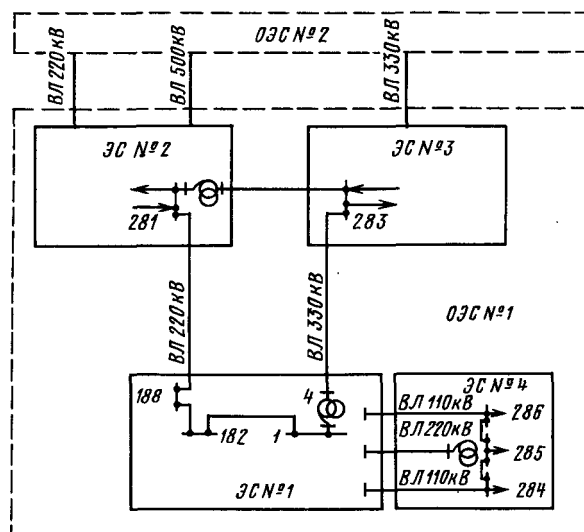 ОЭС №2
ВЛ 220кВ
ВЛ 500кВ
ВЛ 330кВ
ЭС №2
ЭС №3
281
283
ВЛ 220кВ
ВЛ 330кВ
ОЭС №1
188
4
182
1
ЭС №1
ЭС №4
ВЛ 110кВ
286
ВЛ 220кВ
285
ВЛ 110кВ
284